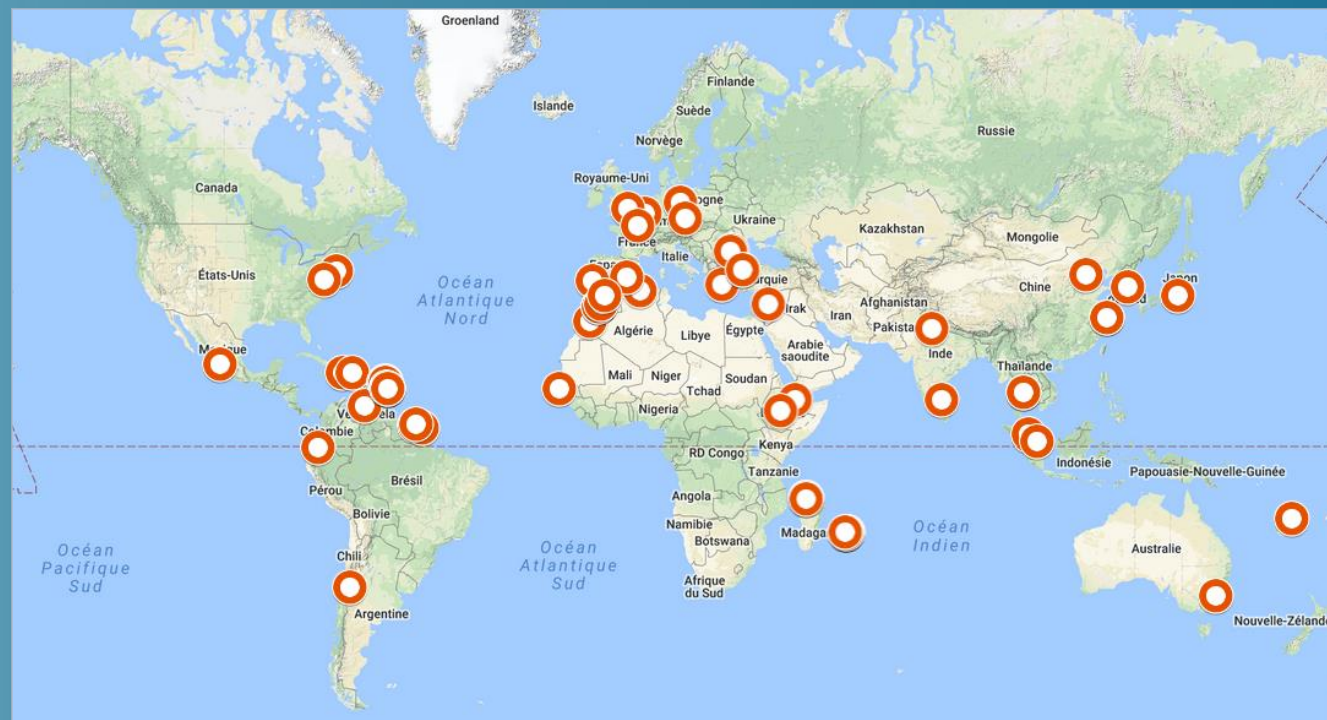 Groenland
Islande
Finlande
Suède
Norvège
Russie
Royaume-Uni
Canada
Ukraine
Kazakhstan
Mongolie
France
Italie
États-Unis
Océan
Atlantique
Nord
Chine
Japon
Afghanistan
Irak
Iran
Algérie
Libye
Égypte
Pakistan
Arabie
saoudite
Inde
Mexique
Thaïlande
Mali
Niger
Tchad
Soudan
Nigeria
Venezuela
Colombie
Kenya
RD Congo
Indonésie
Papouasie-Nouvelle-Guinée
Tanzanie
Pérou
Brésil
Angola
Bolivie
Namibie
Madaga
Botswana
Océan
Indien
Océan
Pacifique
Sud
Océan
Atlantique
Sud
Chili
Australie
Afrique
du Sud
Argentine
Nouvelle-Zélande